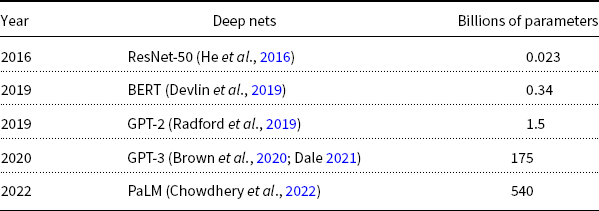 Year Deep nets Billions of parameters
2016 ResNet-50 (He et al., 2016) 0.023
2019 BERT (Devlin et al., 2019) 0.34
2019 GPT-2 (Radford et al., 2019) 1.5
2020 GPT-3 (Brown et al., 2020; Dale 2021) 175
2022 PaLM (Chowdhery et al., 2022) 540